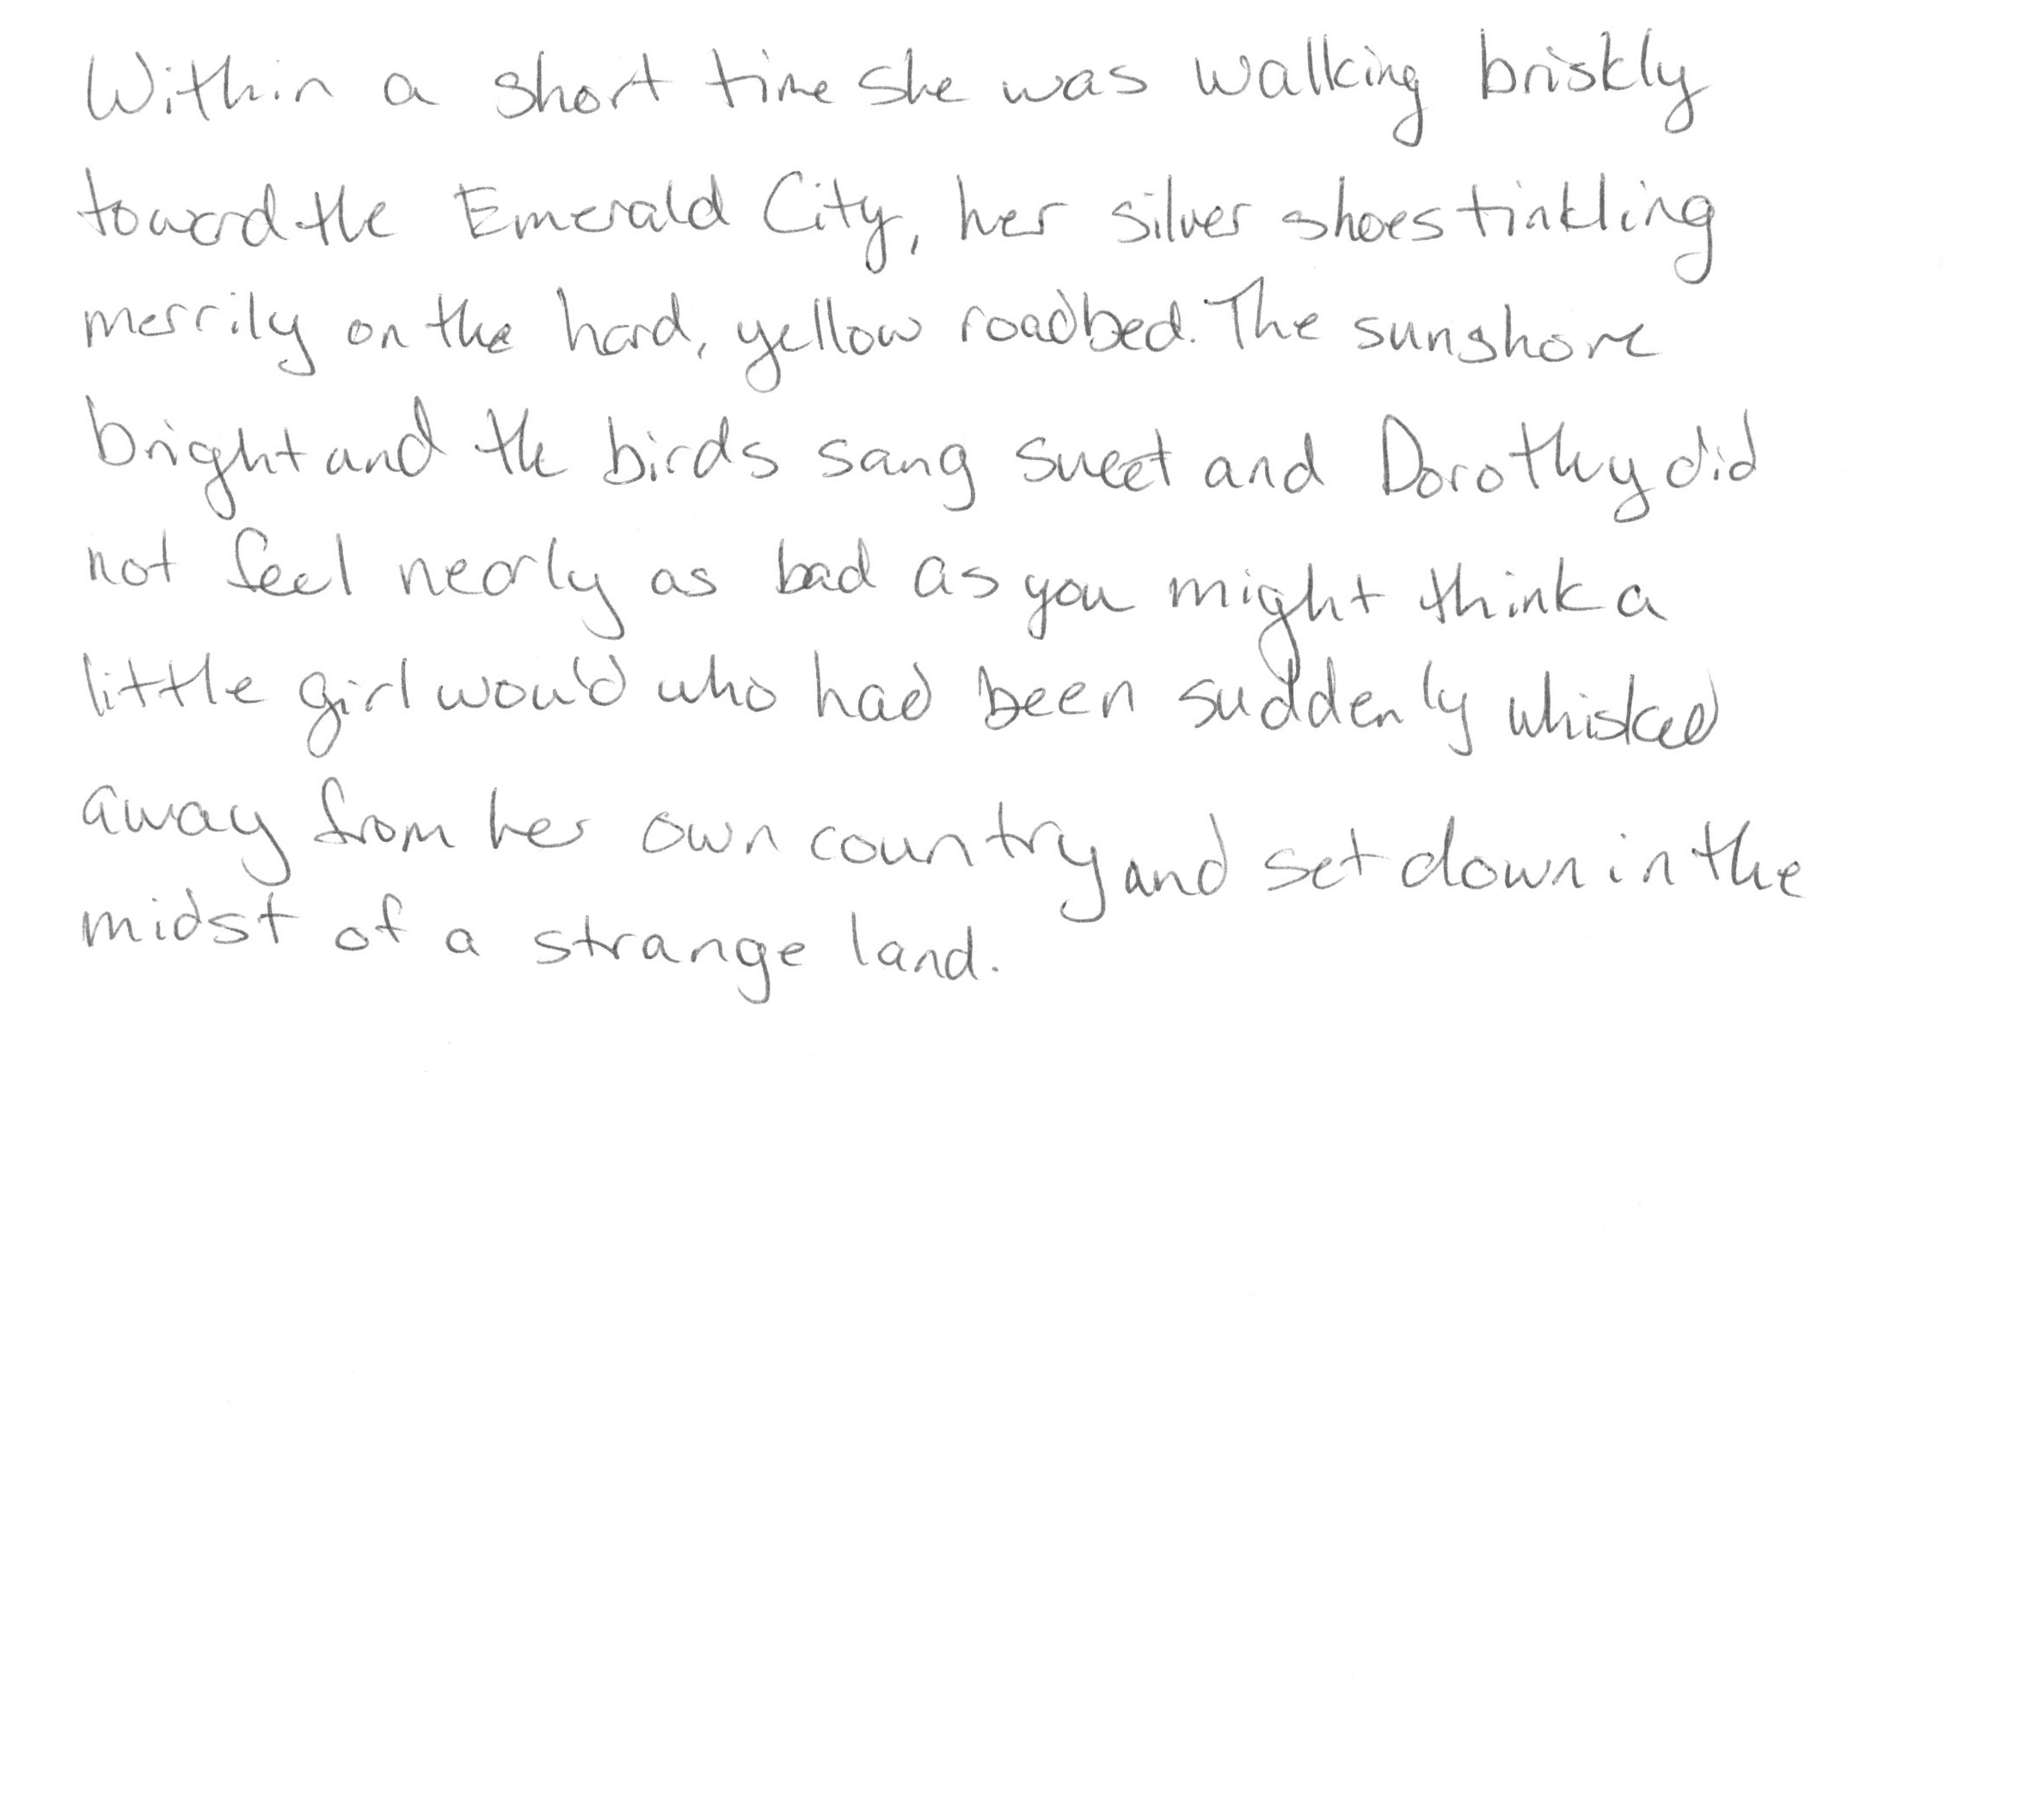 Within a short time she was walking briskly
toward the Emerald City, her silver shoes tinkling
merrily on the hard, yellow roadbed. The sun shone
bright and the birds sang sweet and Dorothy did
not feel nearly as bad as you might think a
little girl would who had been suddenly whisked
away from her own country and set down in the
midst of a strange land.